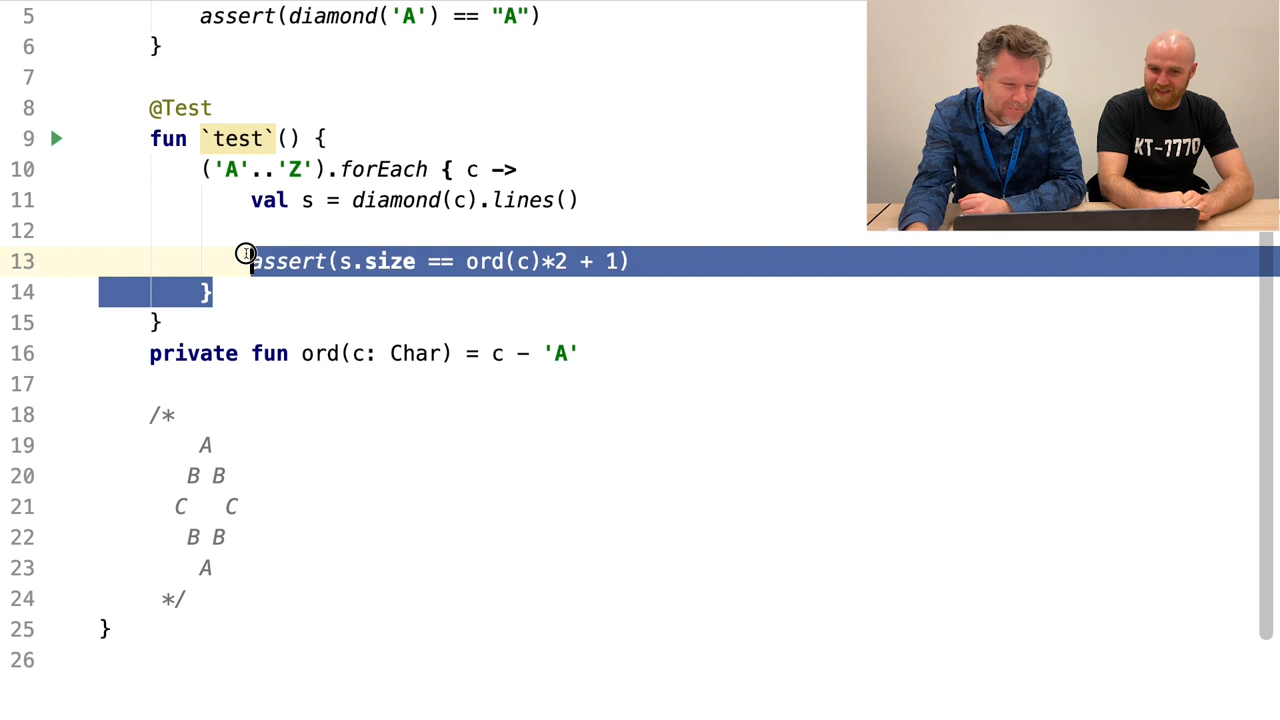 5 assert(diamond('A') == "A")
6 }
7
8 @Test
9 fun `test`() {
10 ('A'..'Z').forEach { c ->
11 val s = diamond(c).lines()
12
13 assert(s.size == ord(c)*2 + 1)
14 }
15 }
16 private fun ord(c: Char) = c - 'A'
17
18 /*
19 A
20 B B
21 C   C
22 B B
23 A
24 */
25 }
26
KT-7770